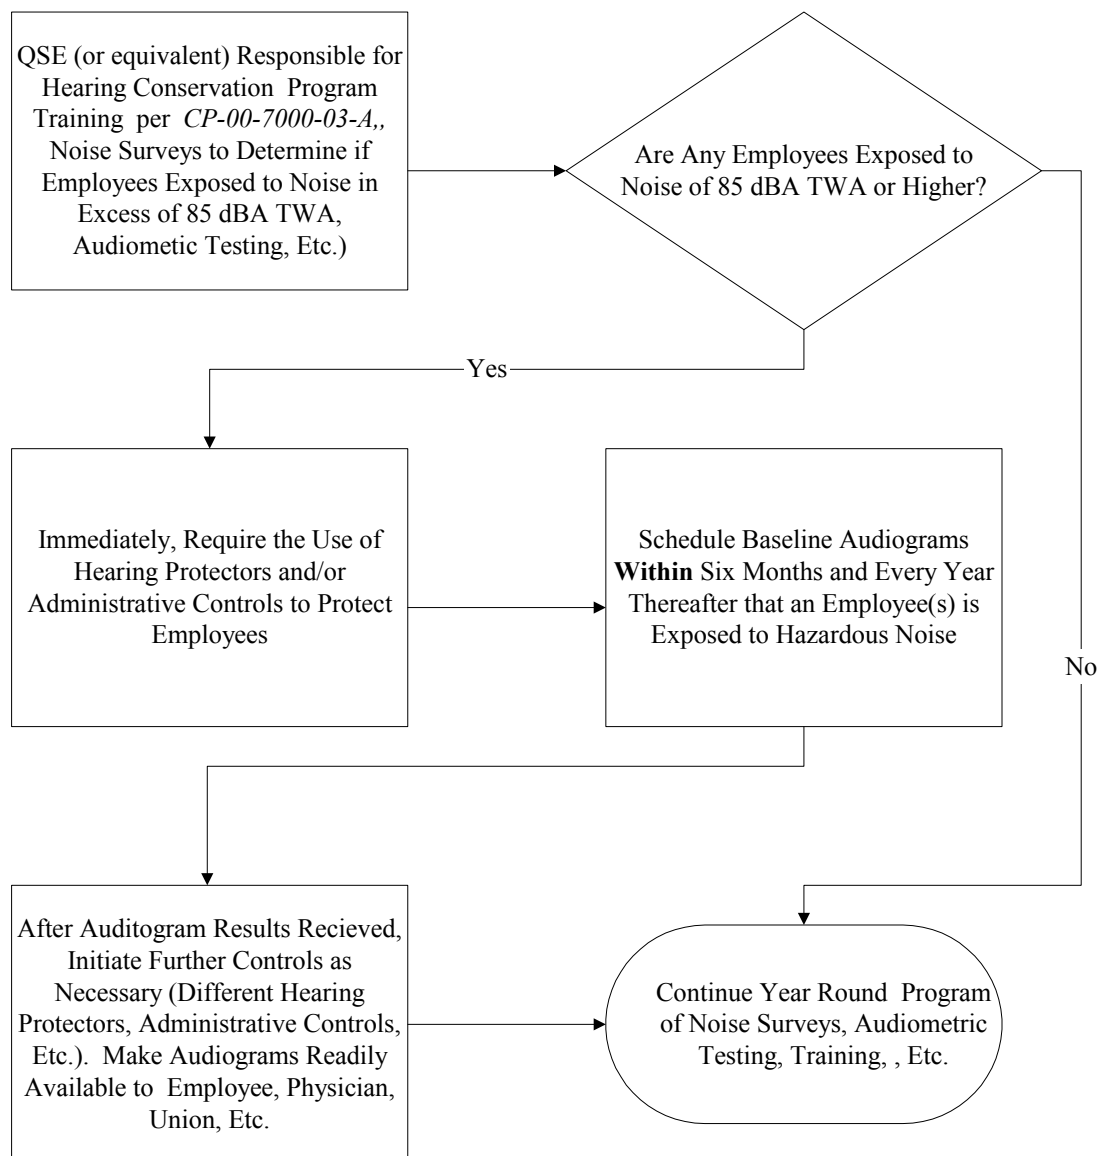 QSE (or equivalent) Responsible for
Hearing Conservation Program
Training per CP-00-7000-03-A,,
Noise Surveys to Determine if
Employees Exposed to Noise in
Excess of 85 dBA TWA,
Audiometic Testing, Etc.)
Are Any Employees Exposed to
Noise of 85 dBA TWA or Higher?
Yes
No
Immediately, Require the Use of
Hearing Protectors and/or
Administrative Controls to Protect
Employees
Schedule Baseline Audiograms
Within Six Months and Every Year
Thereafter that an Employee(s) is
Exposed to Hazardous Noise
After Auditogram Results Recieved,
Initiate Further Controls as
Necessary (Different Hearing
Protectors, Administrative Controls,
Etc.). Make Audiograms Readily
Available to Employee, Physician,
Union, Etc.
Continue Year Round Program
of Noise Surveys, Audiometric
Testing, Training, , Etc.